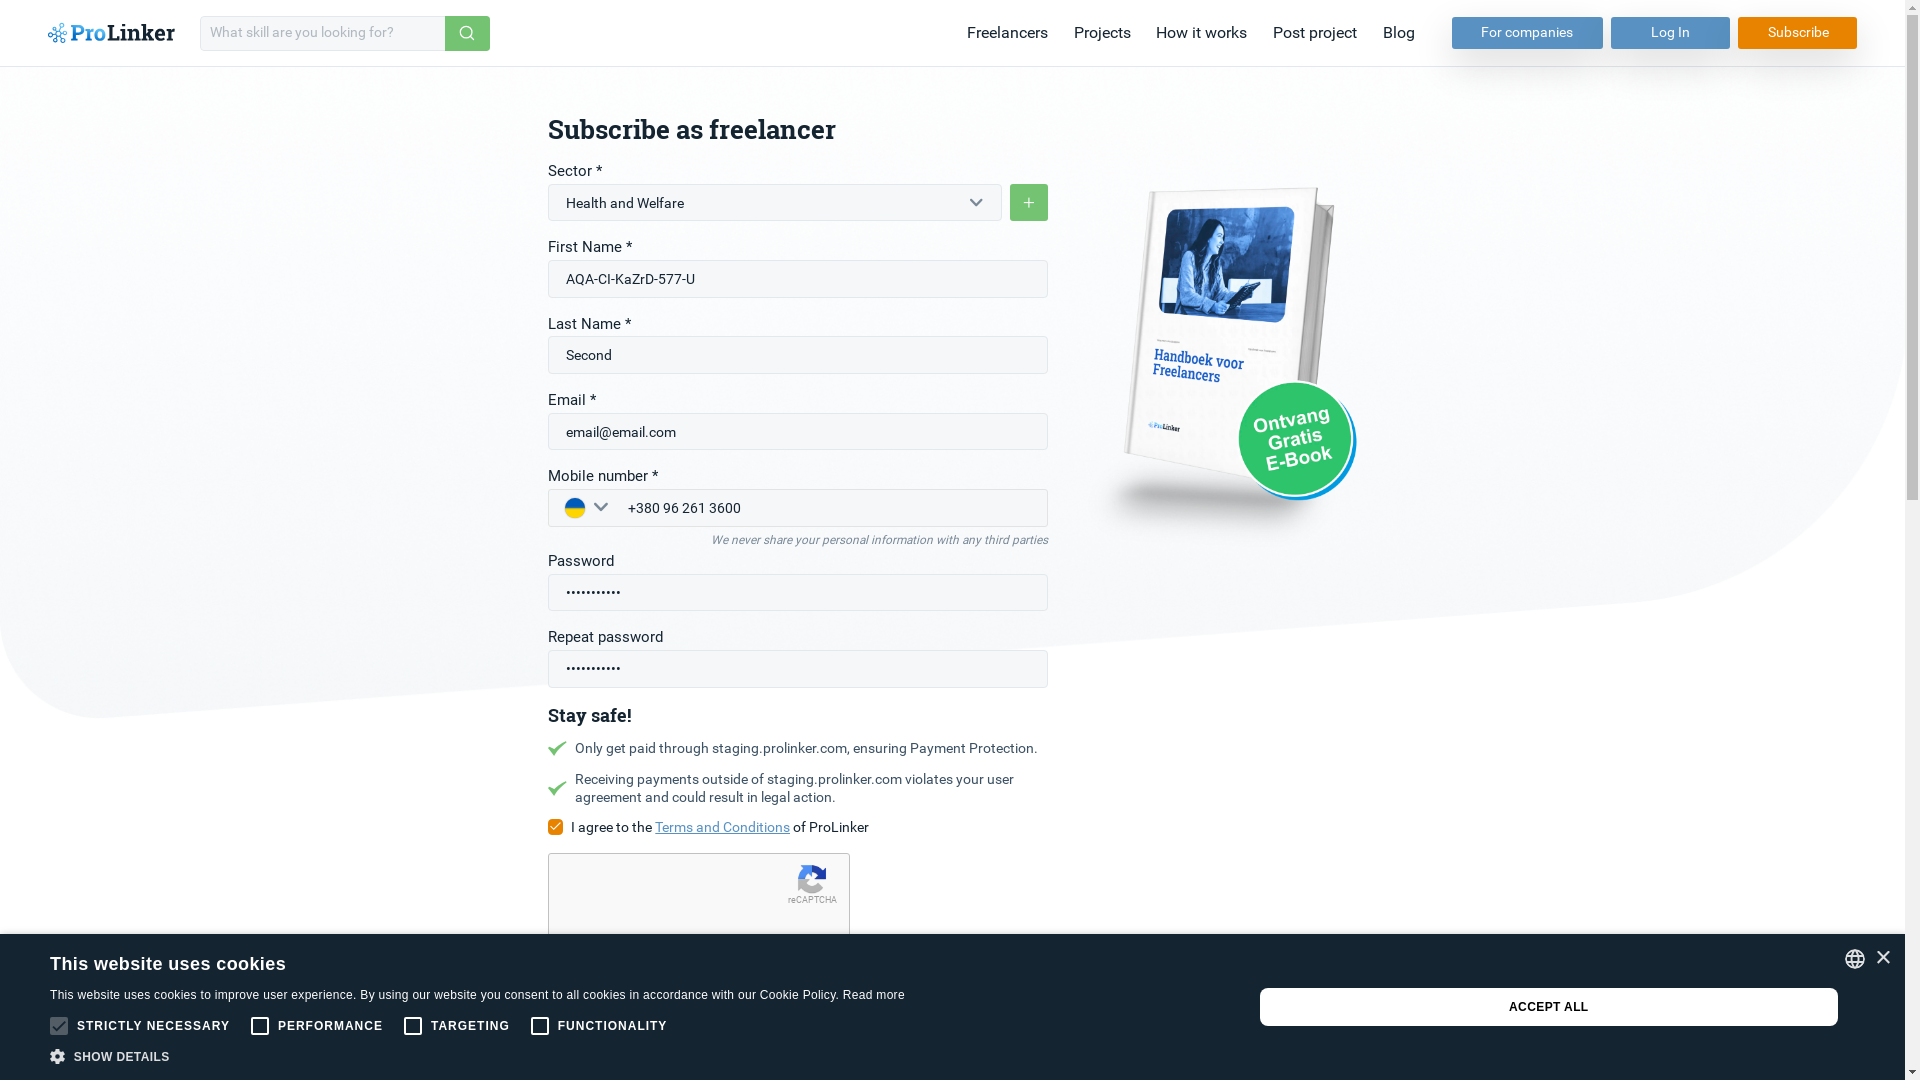 ProLinker
What skill are you looking for?
Freelancers
Projects
How it works
Post project
Blog
For companies
Log In
Subscribe
Subscribe as freelancer
Sector *
Health and Welfare
+
First Name *
AQA-CI-KaZrD-577-U
Last Name *
Second
Email *
email@email.com
Mobile number *
+380 96 261 3600
We never share your personal information with any third parties
Password
•••••••••••
Repeat password
•••••••••••
Handboek voor
Freelancers
ProLinker
Ontvang
Gratis
E-Book
Stay safe!
Only get paid through staging.prolinker.com, ensuring Payment Protection.
Receiving payments outside of staging.prolinker.com violates your user
agreement and could result in legal action.
I agree to the Terms and Conditions of ProLinker
reCAPTCHA
This website uses cookies
This website uses cookies to improve user experience. By using our website you consent to all cookies in accordance with our Cookie Policy. Read more
STRICTLY NECESSARY
PERFORMANCE
TARGETING
FUNCTIONALITY
SHOW DETAILS
ACCEPT ALL
×